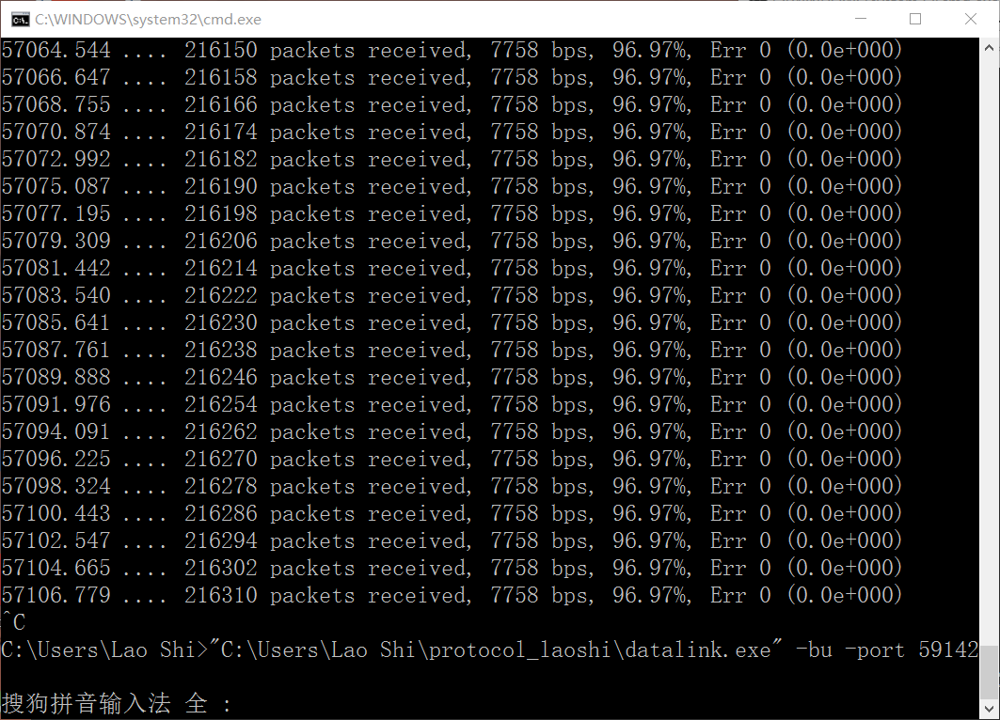 C:\WINDOWS\system32\cmd.exe
57064.544 .... 216150 packets received, 7758 bps, 96.97%, Err 0 (0.0e+000)
57066.647 .... 216158 packets received, 7758 bps, 96.97%, Err 0 (0.0e+000)
57068.755 .... 216166 packets received, 7758 bps, 96.97%, Err 0 (0.0e+000)
57070.874 .... 216174 packets received, 7758 bps, 96.97%, Err 0 (0.0e+000)
57072.992 .... 216182 packets received, 7758 bps, 96.97%, Err 0 (0.0e+000)
57075.087 .... 216190 packets received, 7758 bps, 96.97%, Err 0 (0.0e+000)
57077.195 .... 216198 packets received, 7758 bps, 96.97%, Err 0 (0.0e+000)
57079.309 .... 216206 packets received, 7758 bps, 96.97%, Err 0 (0.0e+000)
57081.442 .... 216214 packets received, 7758 bps, 96.97%, Err 0 (0.0e+000)
57083.540 .... 216222 packets received, 7758 bps, 96.97%, Err 0 (0.0e+000)
57085.641 .... 216230 packets received, 7758 bps, 96.97%, Err 0 (0.0e+000)
57087.761 .... 216238 packets received, 7758 bps, 96.97%, Err 0 (0.0e+000)
57089.888 .... 216246 packets received, 7758 bps, 96.97%, Err 0 (0.0e+000)
57091.976 .... 216254 packets received, 7758 bps, 96.97%, Err 0 (0.0e+000)
57094.091 .... 216262 packets received, 7758 bps, 96.97%, Err 0 (0.0e+000)
57096.225 .... 216270 packets received, 7758 bps, 96.97%, Err 0 (0.0e+000)
57098.324 .... 216278 packets received, 7758 bps, 96.97%, Err 0 (0.0e+000)
57100.443 .... 216286 packets received, 7758 bps, 96.97%, Err 0 (0.0e+000)
57102.547 .... 216294 packets received, 7758 bps, 96.97%, Err 0 (0.0e+000)
57104.665 .... 216302 packets received, 7758 bps, 96.97%, Err 0 (0.0e+000)
57106.779 .... 216310 packets received, 7758 bps, 96.97%, Err 0 (0.0e+000)
^C
C:\Users\Lao Shi>"C:\Users\Lao Shi\protocol_laoshi\datalink.exe" -bu -port 59142
搜狗拼音输入法 全 :